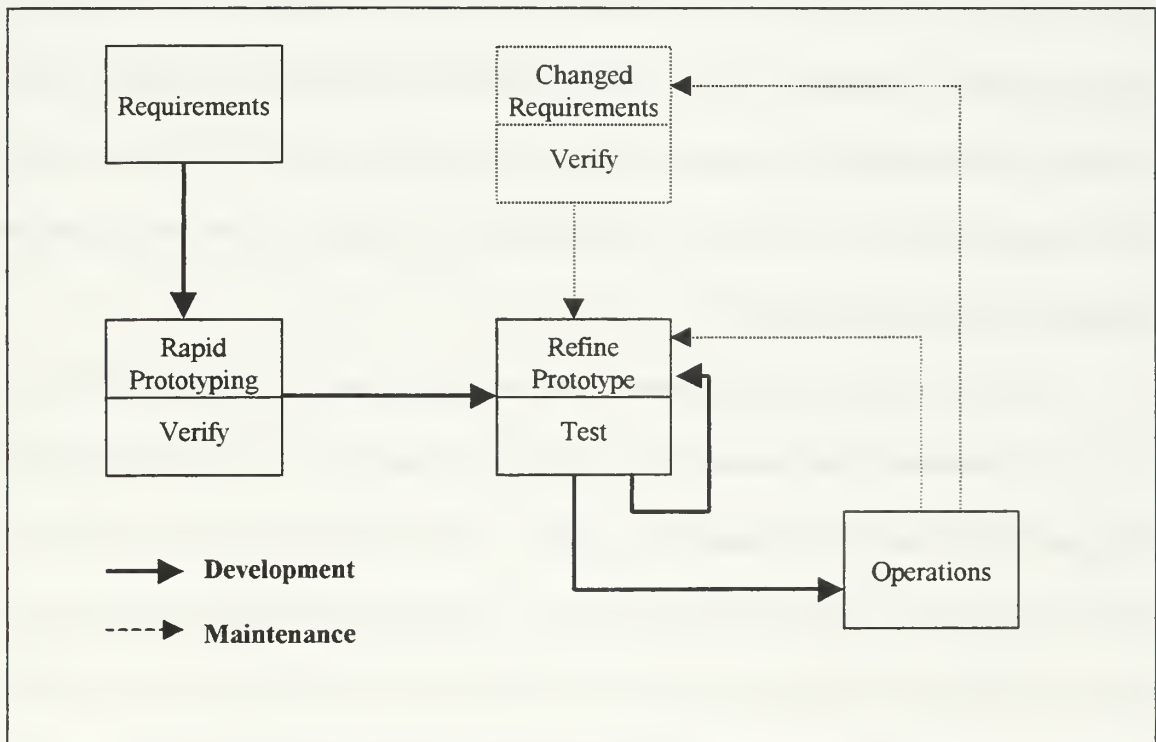 Requirements
Changed
Requirements
Verify
Rapid
Prototyping
Verify
Refine
Prototype
Test
Operations
Development
Maintenance